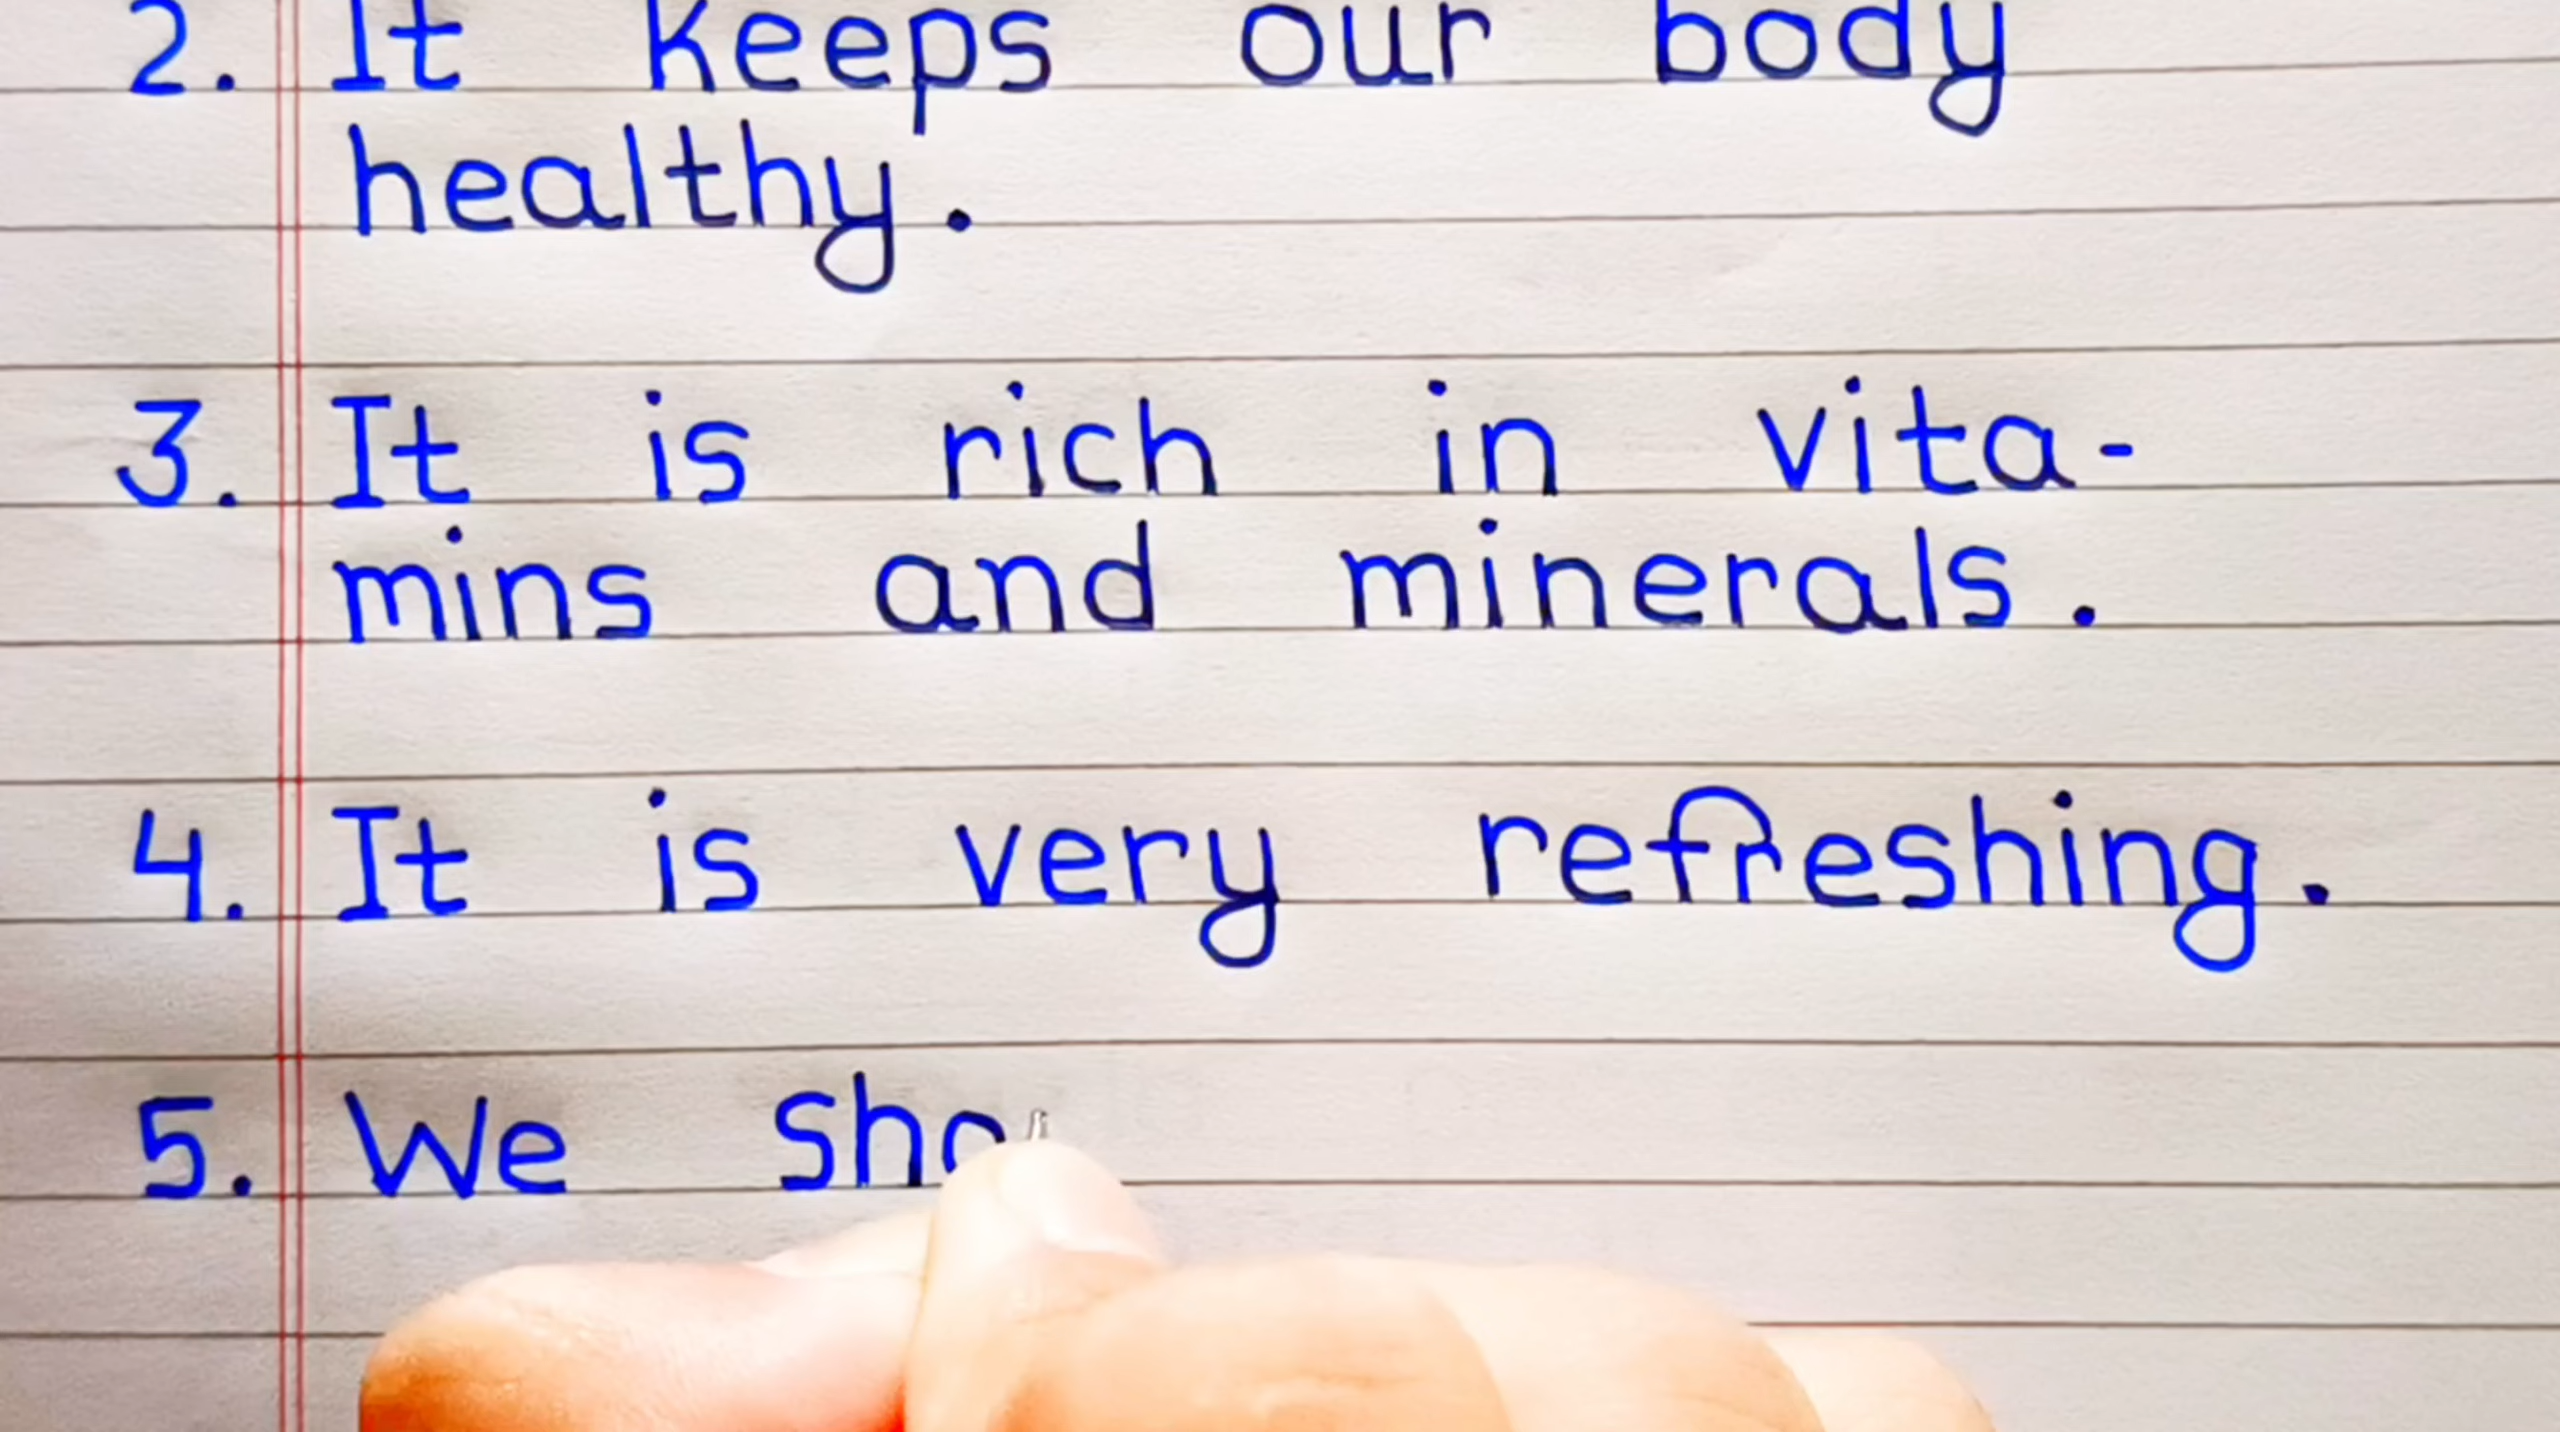 2. It keeps our body
healthy.
3. It is rich in vita-
mins and minerals.
4. It is very refreshing.
5. We sho